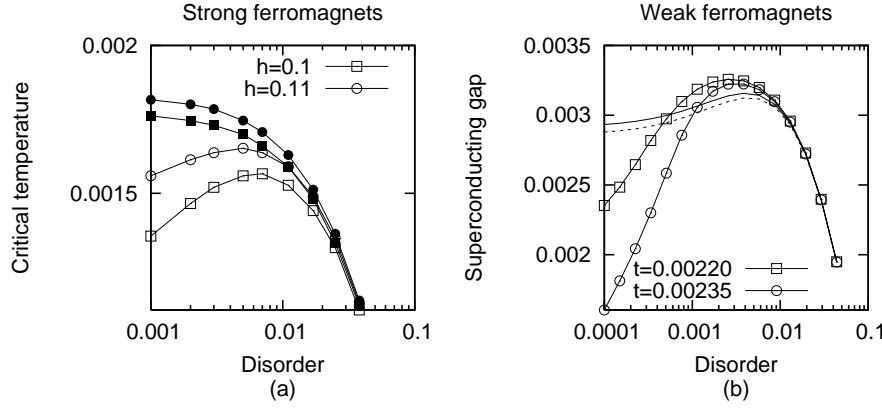 Strong ferromagnets
Critical temperature
0.002
0.0015
h=0.1
h=0.11
0.001
0.01
0.1
Disorder
(a)
Weak ferromagnets
Superconducting gap
0.0035
0.003
0.0025
0.002
t=0.00220
t=0.00235
0.0001
0.001
0.01
0.1
Disorder
(b)